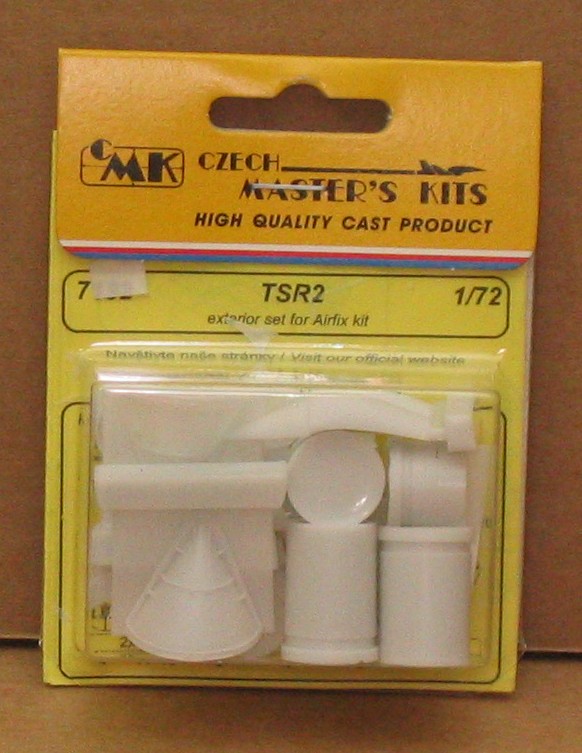 CMK CZECH
MASTER'S KITS
HIGH QUALITY CAST PRODUCT
TSR2 1/72
exterior set for Airfix kit
Navštivte naše stránky / Visit our official website